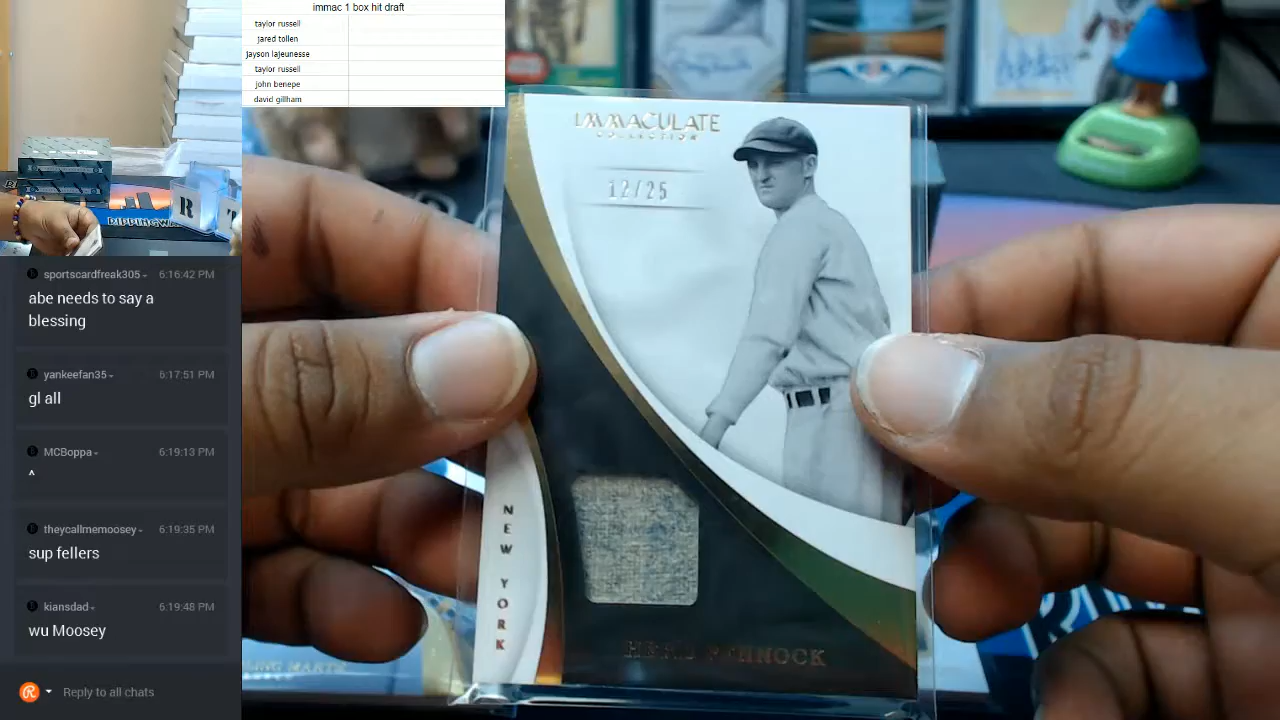 immac 1 box hit draft
taylor russell
jared tollen
jayson lajeunesse
taylor russell
john benepe
david gillham
sportscardfreak305 6:16:42 PM
abe needs to say a
blessing
yankeefan35 6:17:51 PM
gl all
MCBoppa 6:19:13 PM
^
theycallmemoosey 6:19:35 PM
sup fellers
kiansdad 6:19:48 PM
wu Moosey
R
Reply to all chats
R
IMMACULATE
COLLECTION
12/25
NEW YORK
HERB PENNOCK